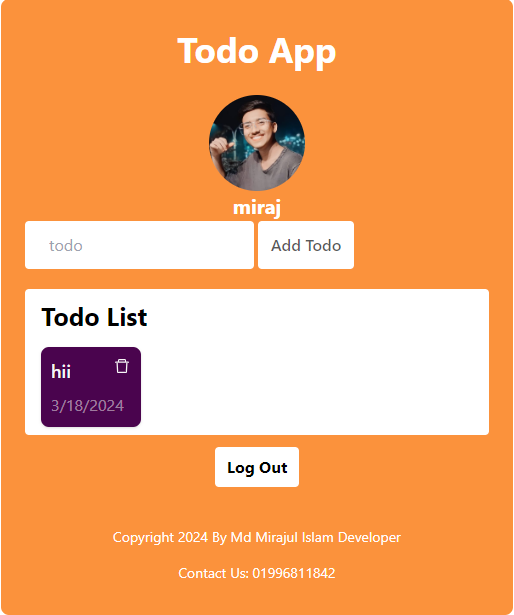 Todo App
miraj
todo Add Todo
Todo List
hii
3/18/2024
Log Out
Copyright 2024 By Md Mirajul Islam Developer
Contact Us: 01996811842